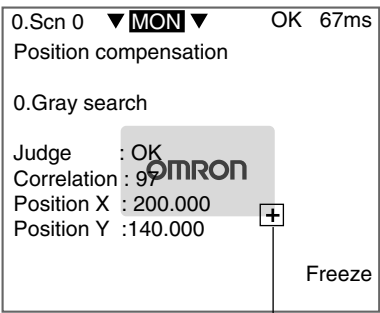 0.Scn 0 ▼ MON ▼ OK 67ms
Position compensation
0.Gray search
Judge : OK
OMRON
Correlation : 97
Position X : 200.000
Position Y :140.000
Freeze